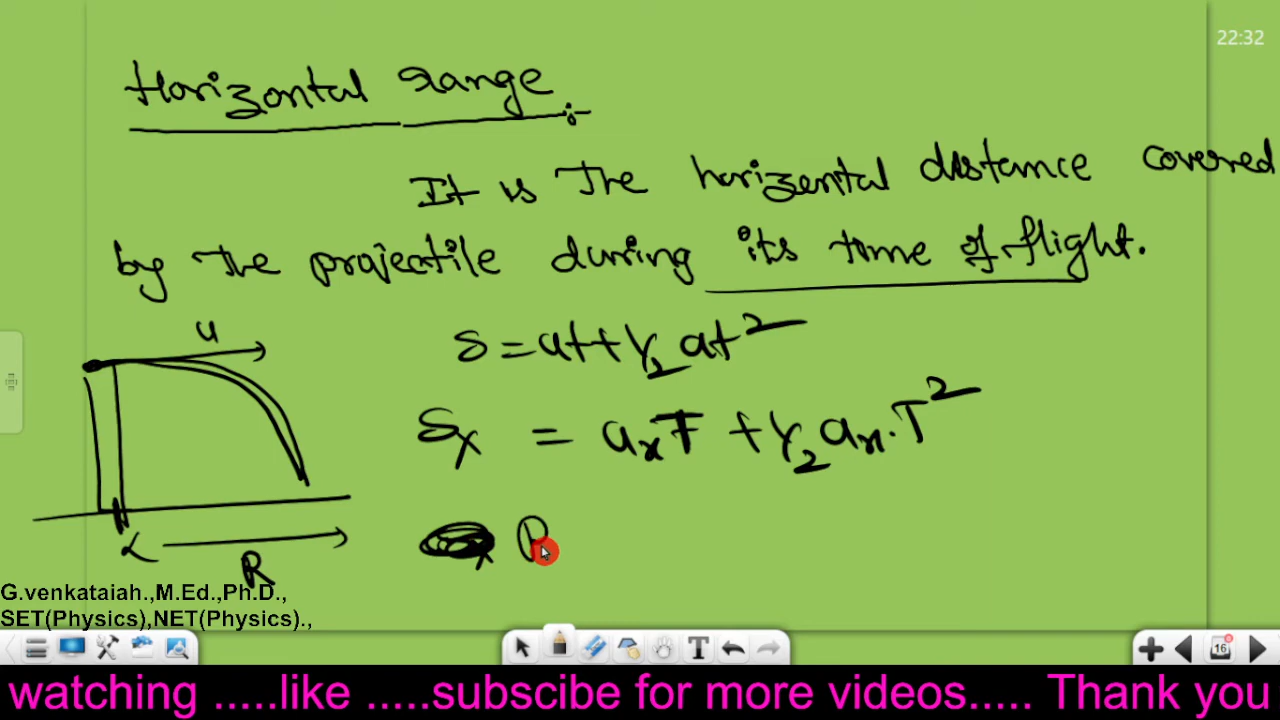 22:32
Horizontal range :-
It is The horizontal distance covered
by The projectile during its time of flight.
u
S = ut + 1/2 at²
Sx = uxT + 1/2 ax.T²
R
R
G.venkataiah.,M.Ed.,Ph.D.,
SET(Physics),NET(Physics).,
T
16
watching .....like .....subscibe for more videos..... Thank you